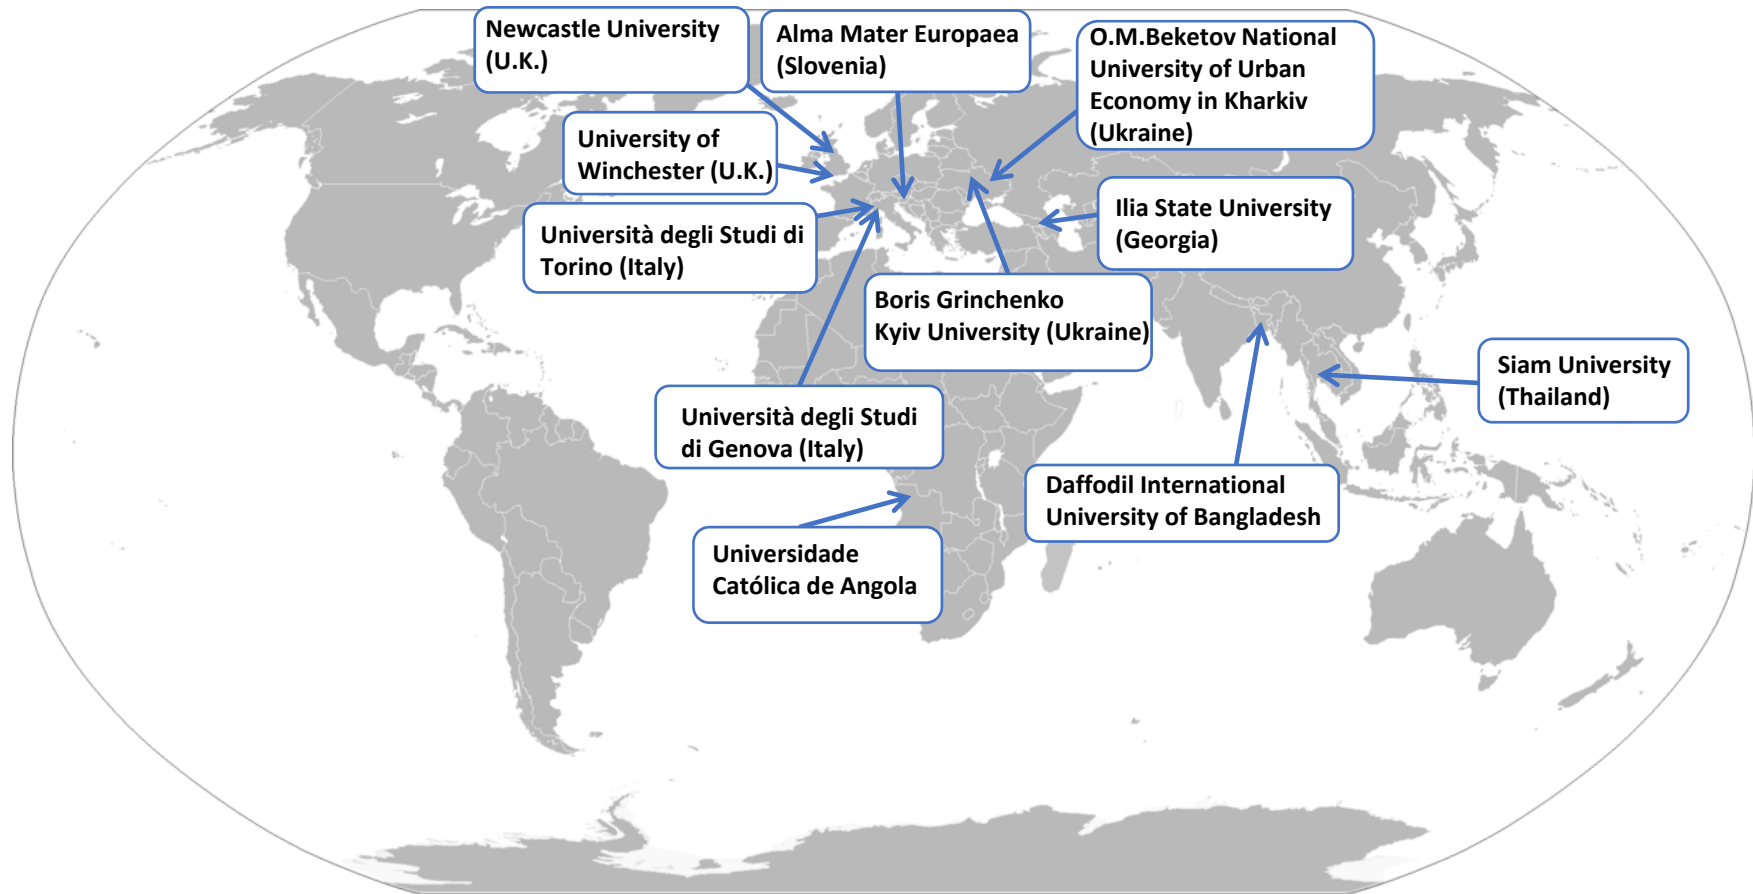 Newcastle University
(U.K.)
Alma Mater Europaea
(Slovenia)
O.M.Beketov National
University of Urban
Economy in Kharkiv
(Ukraine)
University of
Winchester (U.K.)
Ilia State University
(Georgia)
Università degli Studi di
Torino (Italy)
Boris Grinchenko
Kyiv University (Ukraine)
Siam University
(Thailand)
Università degli Studi
di Genova (Italy)
Daffodil International
University of Bangladesh
Universidade
Católica de Angola